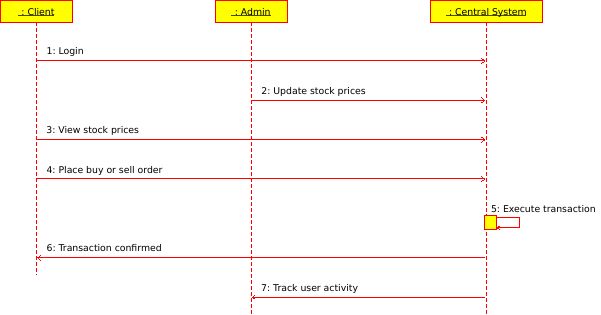 : Client
: Admin
: Central System
1: Login
2: Update stock prices
3: View stock prices
4: Place buy or sell order
5: Execute transaction
6: Transaction confirmed
7: Track user activity